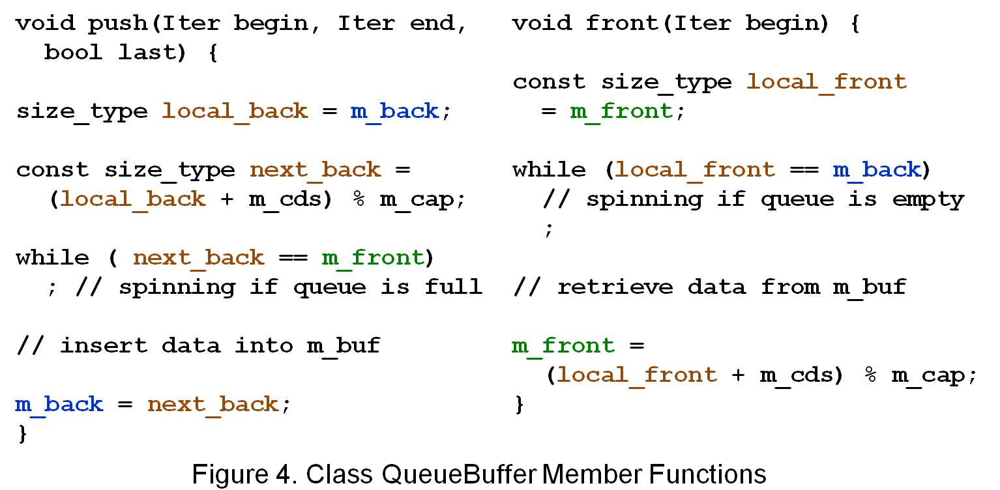 void push(Iter begin, Iter end,
bool last) {
size_type local_back = m_back;
const size_type next_back =
(local_back + m_cds) % m_cap;
while ( next_back == m_front)
; // spinning if queue is full
// insert data into m_buf
m_back = next_back;
}
void front(Iter begin) {
const size_type local_front
= m_front;
while (local_front == m_back)
// spinning if queue is empty
;
// retrieve data from m_buf
m_front =
(local_front + m_cds) % m_cap;
}
Figure 4. Class QueueBuffer Member Functions